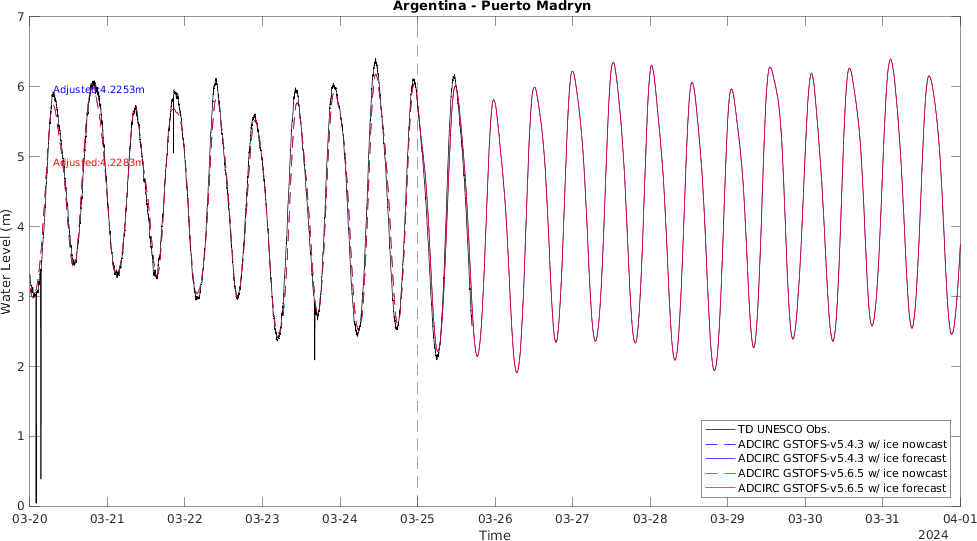 Argentina - Puerto Madryn
7
6
5
4
3
2
1
0
Water Level (m)
Adjusted:4.2253m
Adjusted:4.2283m
TD UNESCO Obs.
ADCIRC GSTOFS-v5.4.3 w/ ice nowcast
ADCIRC GSTOFS-v5.4.3 w/ ice forecast
ADCIRC GSTOFS-v5.6.5 w/ ice nowcast
ADCIRC GSTOFS-v5.6.5 w/ ice forecast
03-20 03-21 03-22 03-23 03-24 03-25 03-26 03-27 03-28 03-29 03-30 03-31 04-01
Time
2024